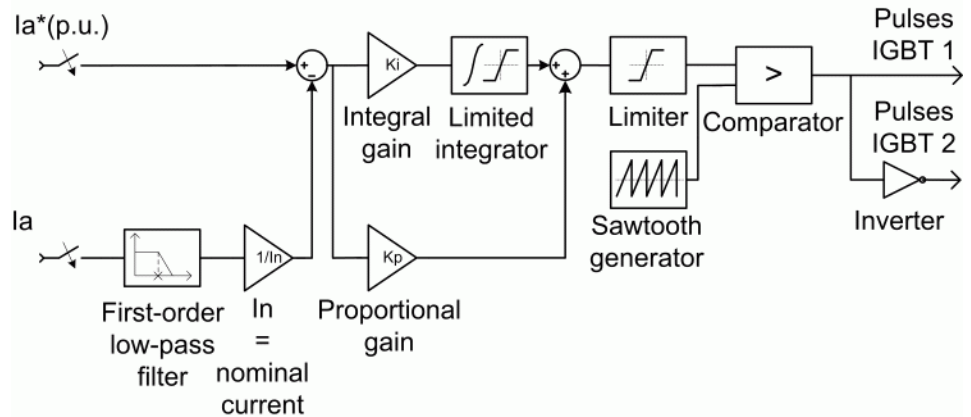 Ia*(p.u.)
Pulses
IGBT 1
Ki
Integral
gain
Limited
integrator
Limiter
>
Comparator
Pulses
IGBT 2
Inverter
Sawtooth
generator
Ia
First-order
low-pass
filter
1/In
In
=
nominal
current
Kp
Proportional
gain